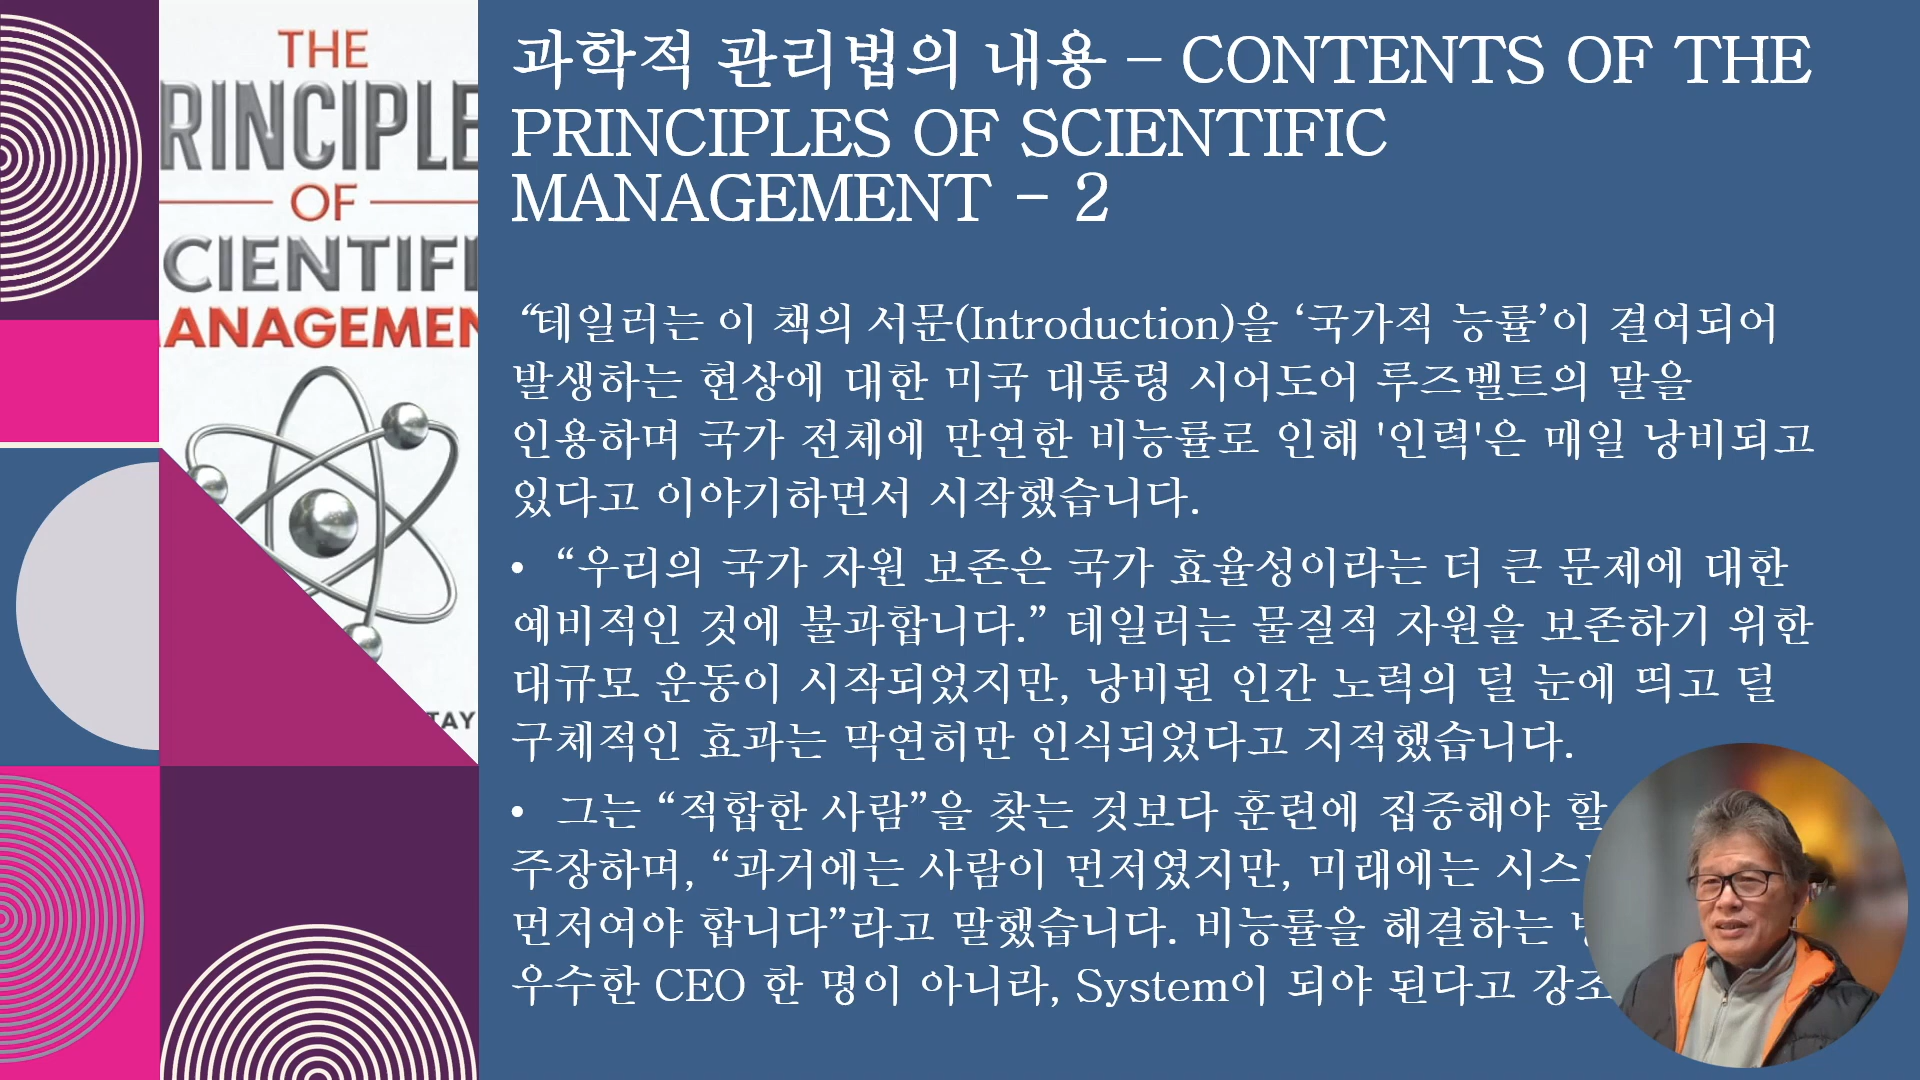 THE
PRINCIPLE
OF
CIENTIFI
ANAGEMEN
TAY
과학적 관리법의 내용 – CONTENTS OF THE
PRINCIPLES OF SCIENTIFIC
MANAGEMENT – 2
“테일러는 이 책의 서문(Introduction)을 ‘국가적 능률’이 결여되어
발생하는 현상에 대한 미국 대통령 시어도어 루즈벨트의 말을
인용하며 국가 전체에 만연한 비능률로 인해 '인력'은 매일 낭비되고
있다고 이야기하면서 시작했습니다.
• “우리의 국가 자원 보존은 국가 효율성이라는 더 큰 문제에 대한
예비적인 것에 불과합니다.” 테일러는 물질적 자원을 보존하기 위한
대규모 운동이 시작되었지만, 낭비된 인간 노력의 덜 눈에 띄고 덜
구체적인 효과는 막연히만 인식되었다고 지적했습니다.
• 그는 “적합한 사람”을 찾는 것보다 훈련에 집중해야 할
주장하며, “과거에는 사람이 먼저였지만, 미래에는 시스
먼저여야 합니다”라고 말했습니다. 비능률을 해결하는
우수한 CEO 한 명이 아니라, System이 되야 된다고 강조